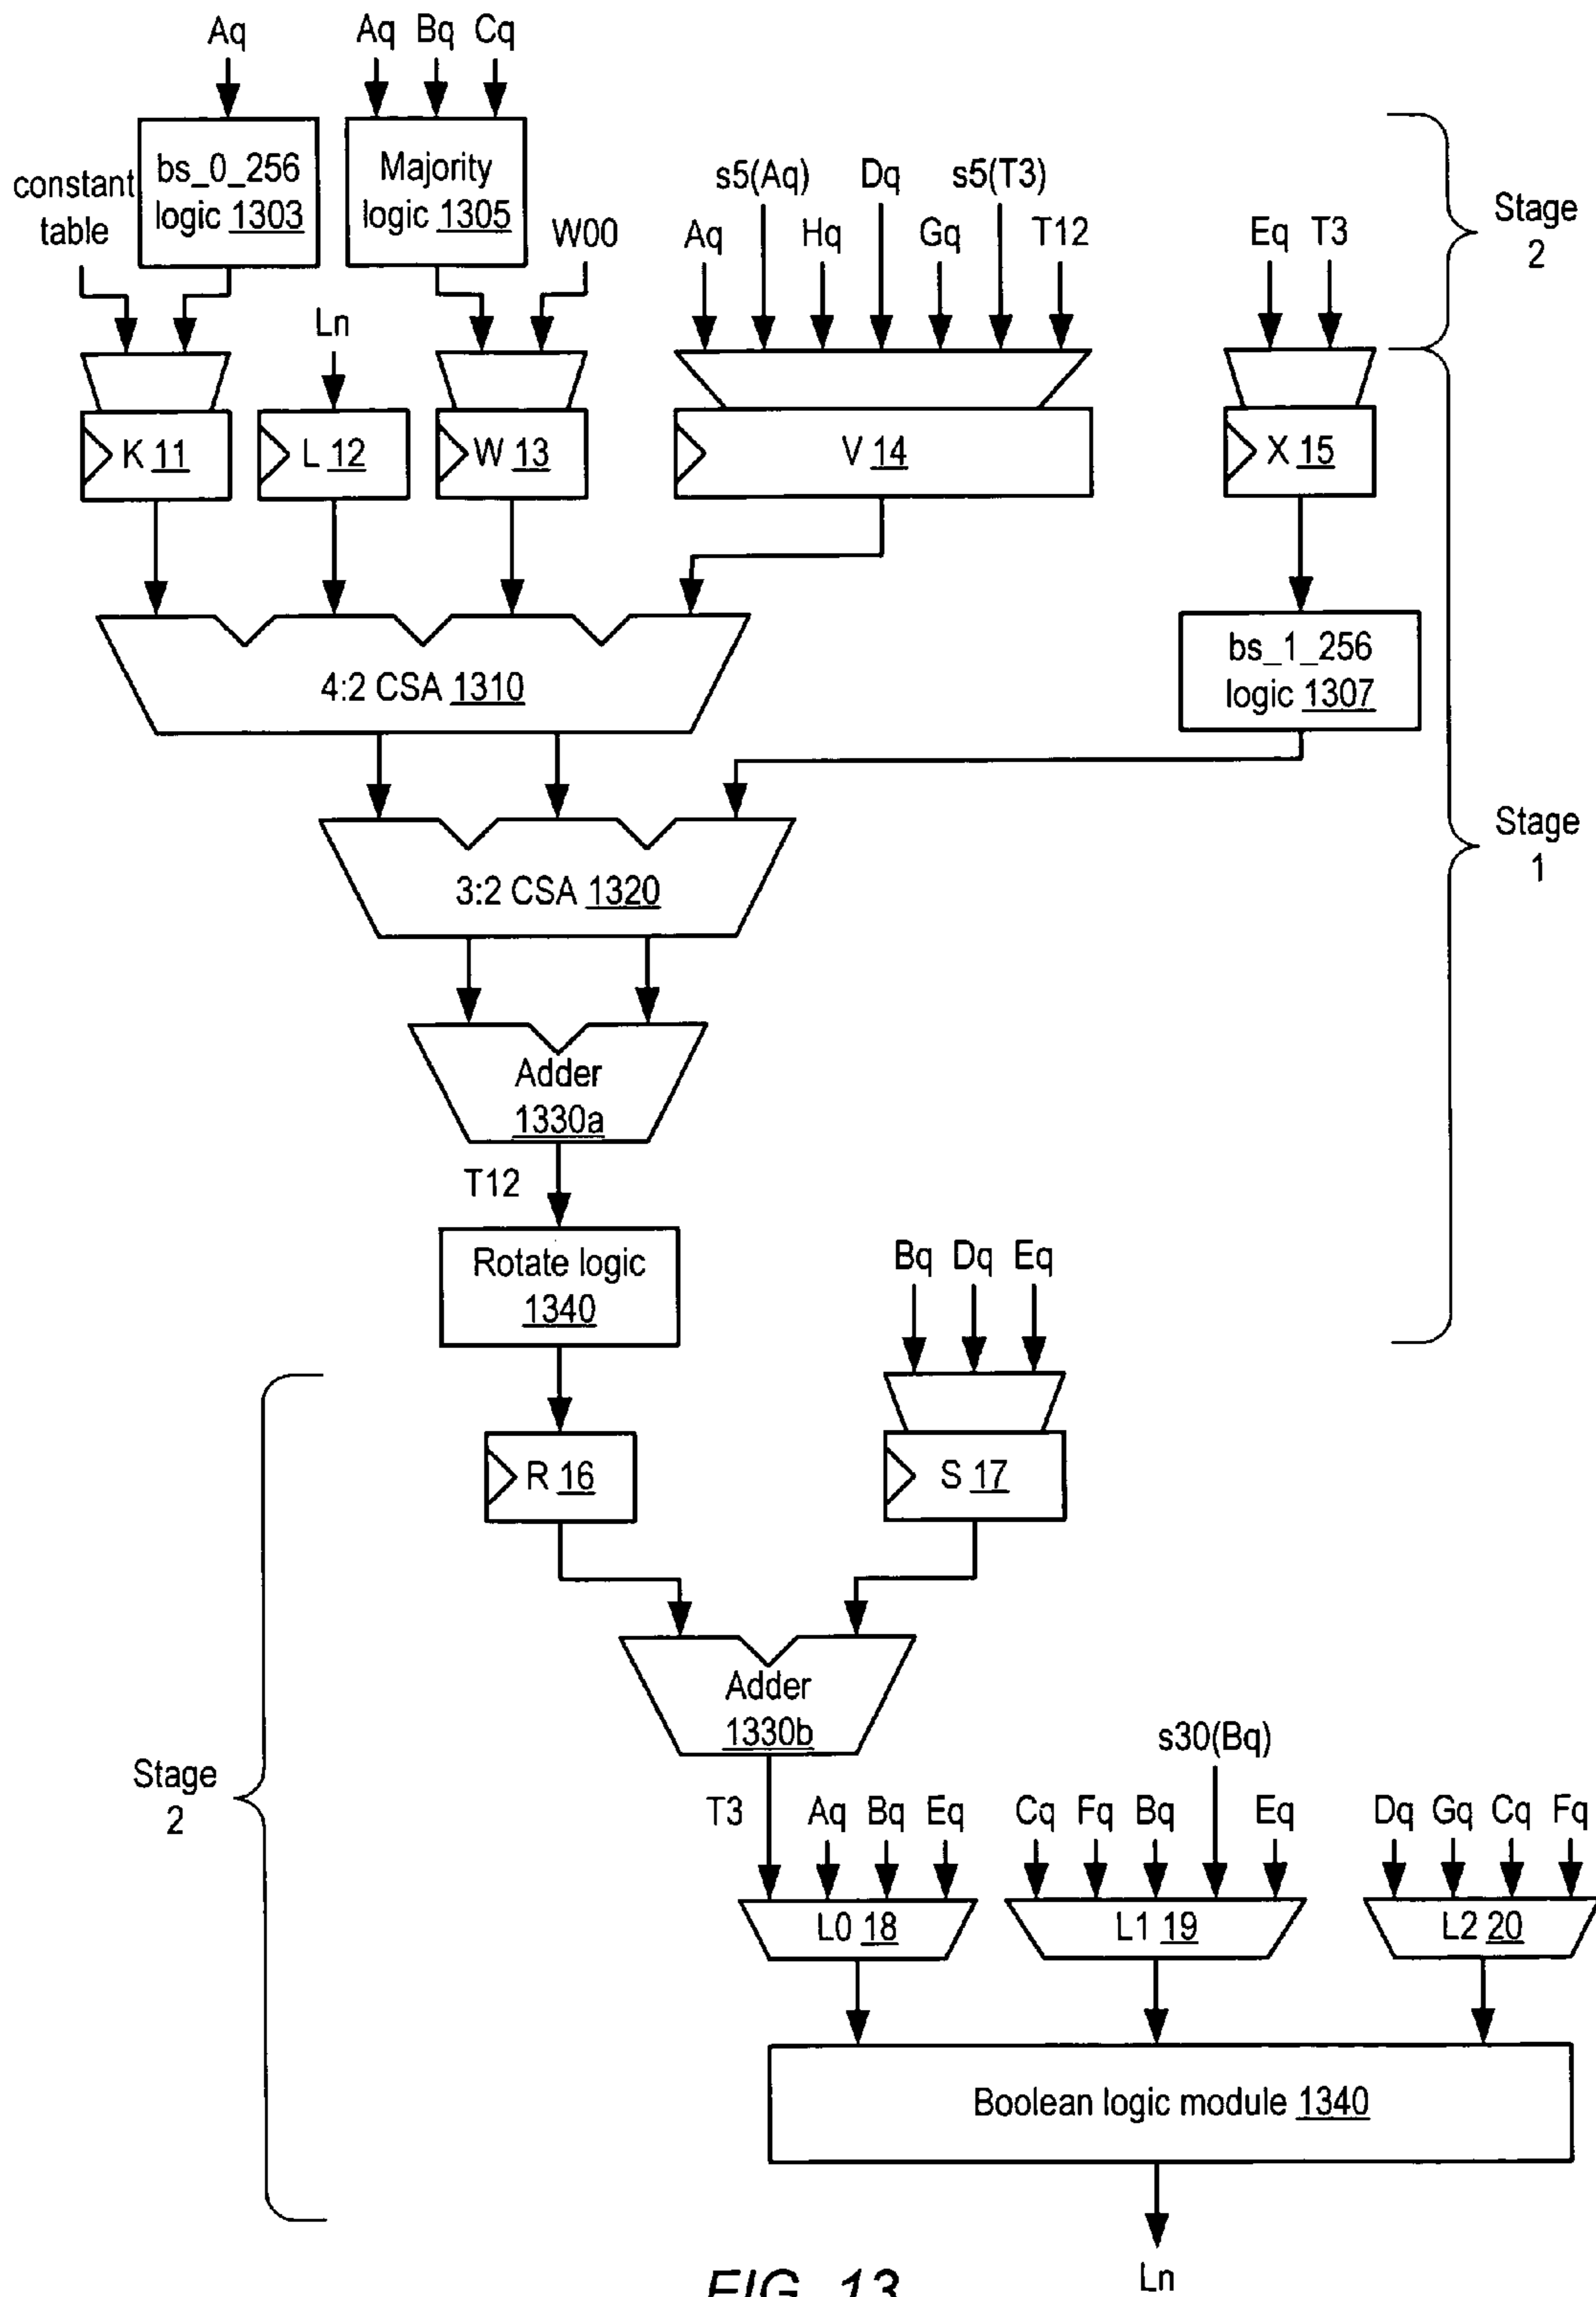 Aq
Aq Bq Cq
constant
table
bs_0_256
logic 1303
Majority
logic 1305
W00
s5(Aq) Dq s5(T3)
Aq Hq Gq T12
Eq T3
Stage
2
Ln
K 11
L 12
W 13
V 14
X 15
4:2 CSA 1310
bs_1_256
logic 1307
3:2 CSA 1320
Stage
1
Adder
1330a
T12
Rotate logic
1340
Bq Dq Eq
R 16
S 17
Adder
1330b
Stage
2
s30(Bq)
T3 Aq Bq Eq
Cq Fq Bq Eq
Dq Gq Cq Fq
L0 18
L1 19
L2 20
Boolean logic module 1340
Ln
FIG. 13